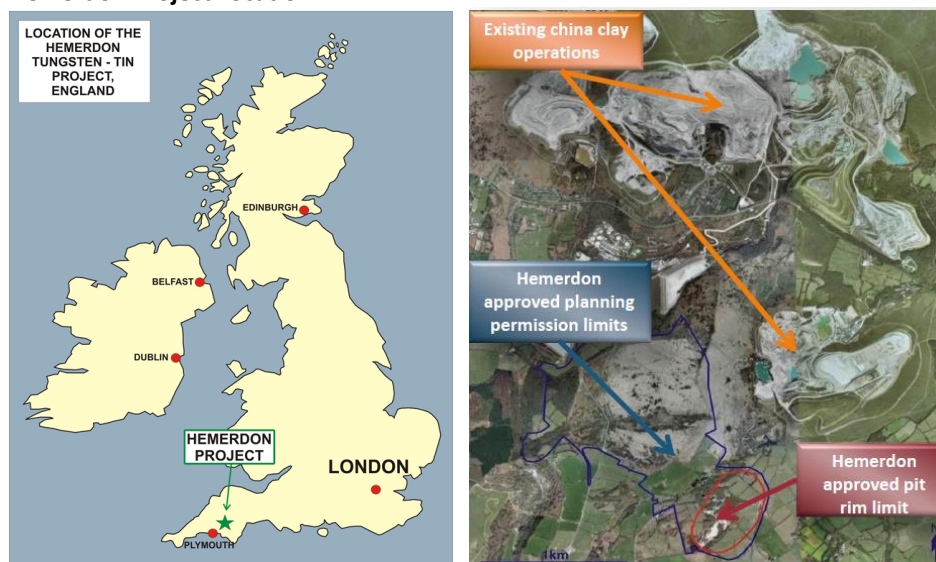 LOCATION OF THE
HEMERDON
TUNGSTEN - TIN
PROJECT,
ENGLAND
EDINBURGH
BELFAST
DUBLIN
HEMERDON
PROJECT
LONDON
PLYMOUTH
Existing china clay
operations
Hemerdon
approved planning
permission limits
Hemerdon
approved pit
rim limit
1km